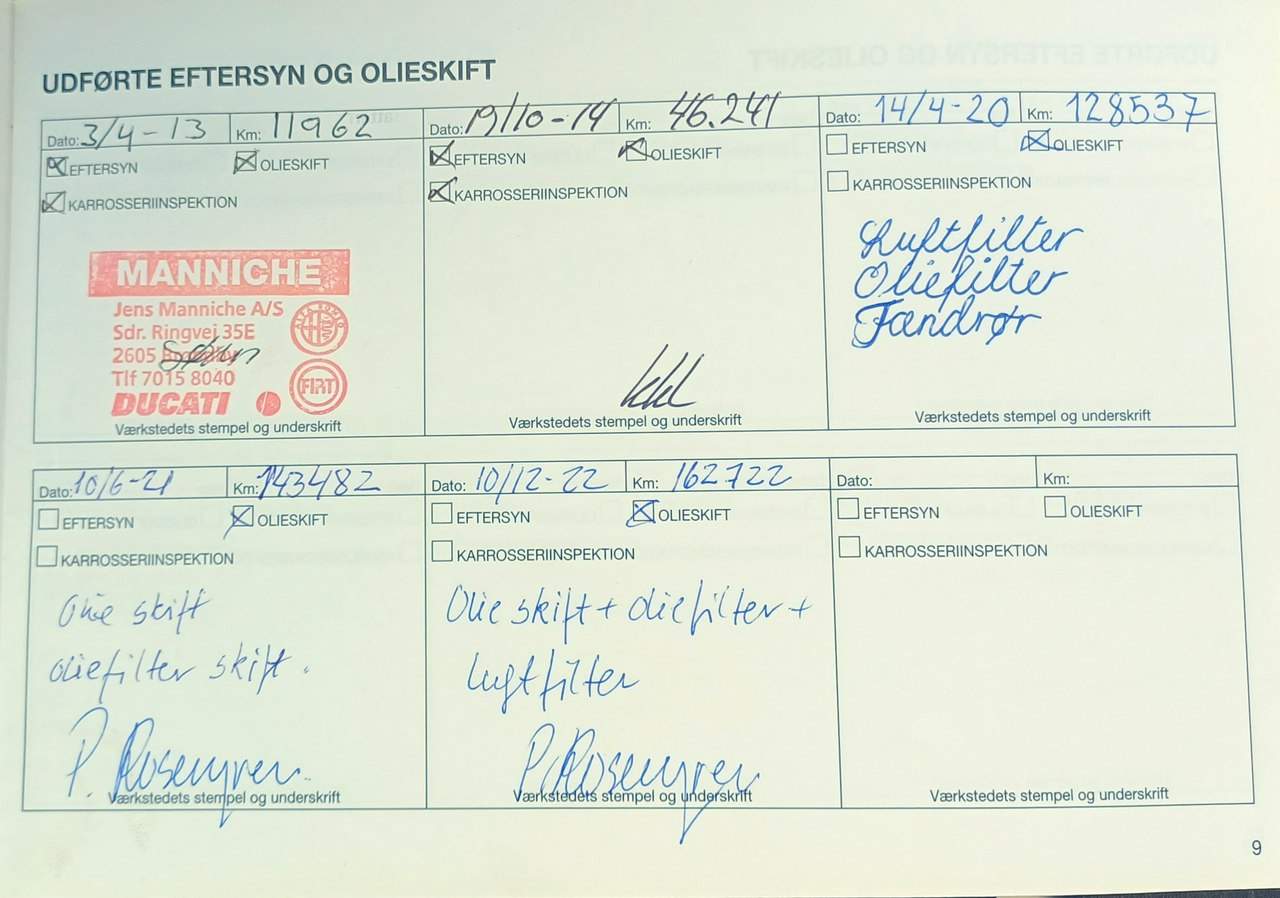 UDFØRTE EFTERSYN OG OLIESKIFT
Dato: 3/4-13 Km: 11962
EFTERSYN OLIESKIFT
KARROSSERIINSPEKTION
MANNICHE
Jens Manniche A/S
Sdr. Ringvej 35E
2605
Tlf 7015 8040
DUCATI
ALFA ROMEO
FIAT
Værkstedets stempel og underskrift
Dato: 19/10-14 Km: 46.241
EFTERSYN OLIESKIFT
KARROSSERIINSPEKTION
Værkstedets stempel og underskrift
Dato: 14/4-20 Km: 128537
EFTERSYN OLIESKIFT
KARROSSERIINSPEKTION
Luftfilter
Oliefilter
Tændrør
Værkstedets stempel og underskrift
Dato: 10/6-21 Km: 143482
EFTERSYN OLIESKIFT
KARROSSERIINSPEKTION
Olie skift
oliefilter skift.
P. Rosengren
Værkstedets stempel og underskrift
Dato: 10/12-22 Km: 162722
EFTERSYN OLIESKIFT
KARROSSERIINSPEKTION
Olie skift + oliefilter +
luftfilter
P. Rosengren
Værkstedets stempel og underskrift
Dato: Km:
EFTERSYN OLIESKIFT
KARROSSERIINSPEKTION
Værkstedets stempel og underskrift
9